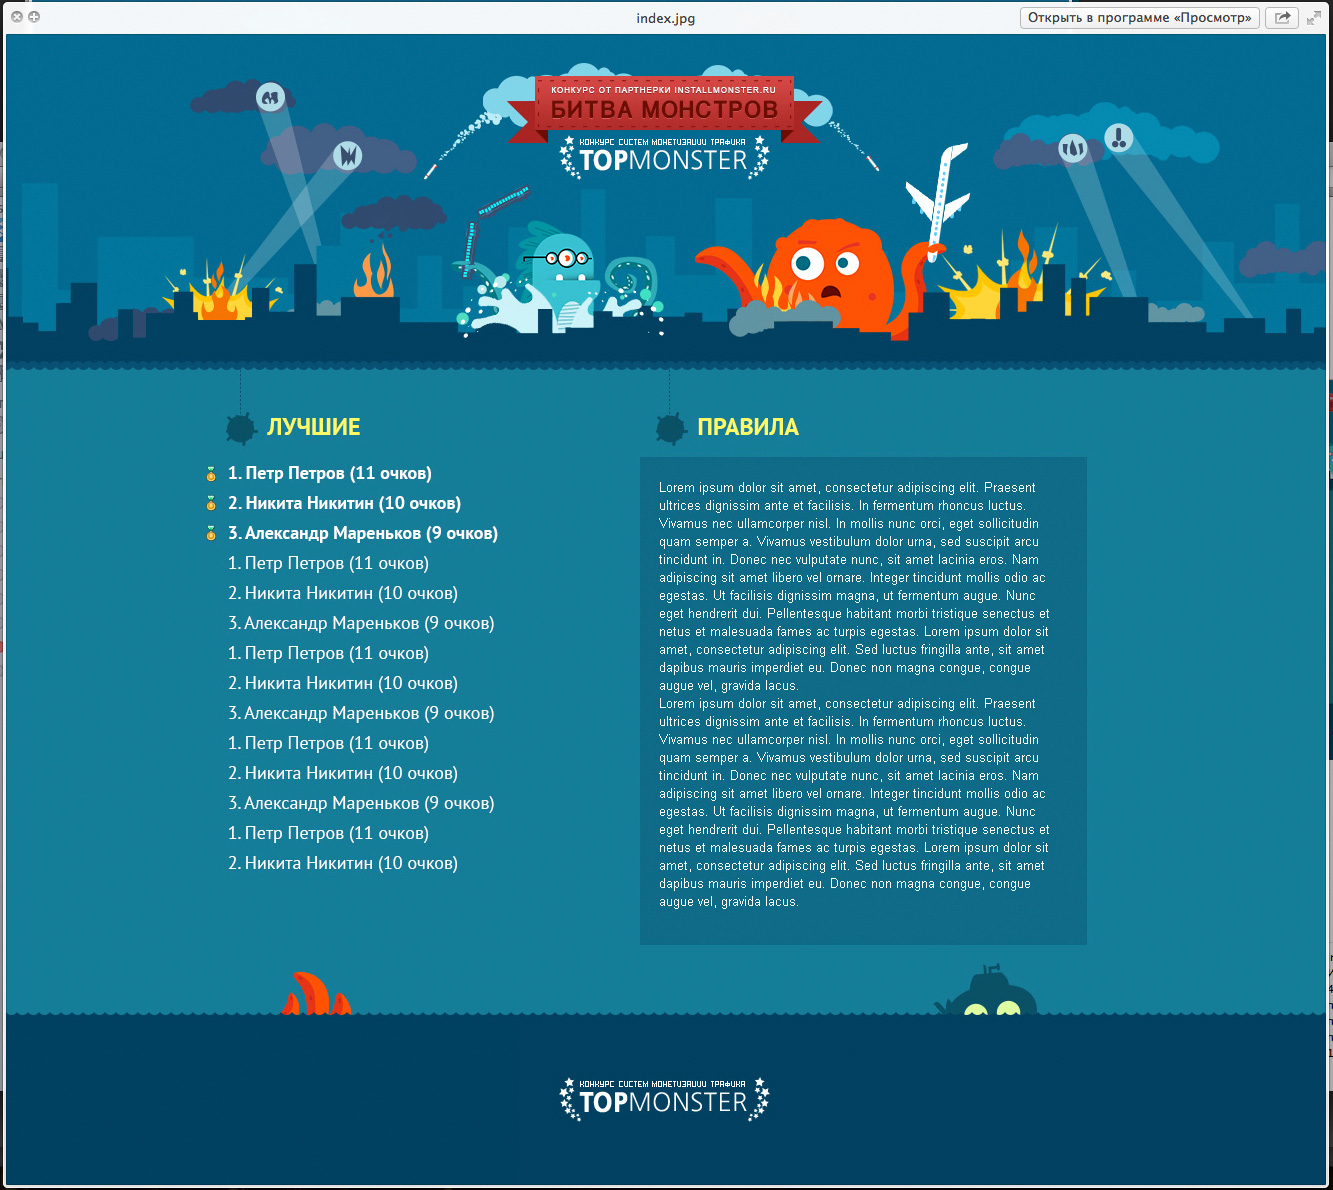 index.jpg
Открыть в программе «Просмотр»
КОНКУРС ОТ ПАРТНЕРКИ INSTALLMONSTER.RU
БИТВА МОНСТРОВ
КОНКУРС СИСТЕМ МОНЕТИЗАЦИИ ТРАФИКА
TOPMONSTER
ЛУЧШИЕ
1. Петр Петров (11 очков)
2. Никита Никитин (10 очков)
3. Александр Мареньков (9 очков)
1. Петр Петров (11 очков)
2. Никита Никитин (10 очков)
3. Александр Мареньков (9 очков)
1. Петр Петров (11 очков)
2. Никита Никитин (10 очков)
3. Александр Мареньков (9 очков)
1. Петр Петров (11 очков)
2. Никита Никитин (10 очков)
3. Александр Мареньков (9 очков)
1. Петр Петров (11 очков)
2. Никита Никитин (10 очков)
ПРАВИЛА
Lorem ipsum dolor sit amet, consectetur adipiscing elit. Praesent
ultrices dignissim ante et facilisis. In fermentum rhoncus luctus.
Vivamus nec ullamcorper nisl. In mollis nunc orci, eget sollicitudin
quam semper a. Vivamus vestibulum dolor urna, sed suscipit arcu
tincidunt in. Donec nec vulputate nunc, sit amet lacinia eros. Nam
adipiscing sit amet libero vel ornare. Integer tincidunt mollis odio ac
egestas. Ut facilisis dignissim magna, ut fermentum augue. Nunc
eget hendrerit dui. Pellentesque habitant morbi tristique senectus et
netus et malesuada fames ac turpis egestas. Lorem ipsum dolor sit
amet, consectetur adipiscing elit. Sed luctus fringilla ante, sit amet
dapibus mauris imperdiet eu. Donec non magna congue, congue
augue vel, gravida lacus.
Lorem ipsum dolor sit amet, consectetur adipiscing elit. Praesent
ultrices dignissim ante et facilisis. In fermentum rhoncus luctus.
Vivamus nec ullamcorper nisl. In mollis nunc orci, eget sollicitudin
quam semper a. Vivamus vestibulum dolor urna, sed suscipit arcu
tincidunt in. Donec nec vulputate nunc, sit amet lacinia eros. Nam
adipiscing sit amet libero vel ornare. Integer tincidunt mollis odio ac
egestas. Ut facilisis dignissim magna, ut fermentum augue. Nunc
eget hendrerit dui. Pellentesque habitant morbi tristique senectus et
netus et malesuada fames ac turpis egestas. Lorem ipsum dolor sit
amet, consectetur adipiscing elit. Sed luctus fringilla ante, sit amet
dapibus mauris imperdiet eu. Donec non magna congue, congue
augue vel, gravida lacus.
КОНКУРС СИСТЕМ МОНЕТИЗАЦИИ ТРАФИКА
TOPMONSTER